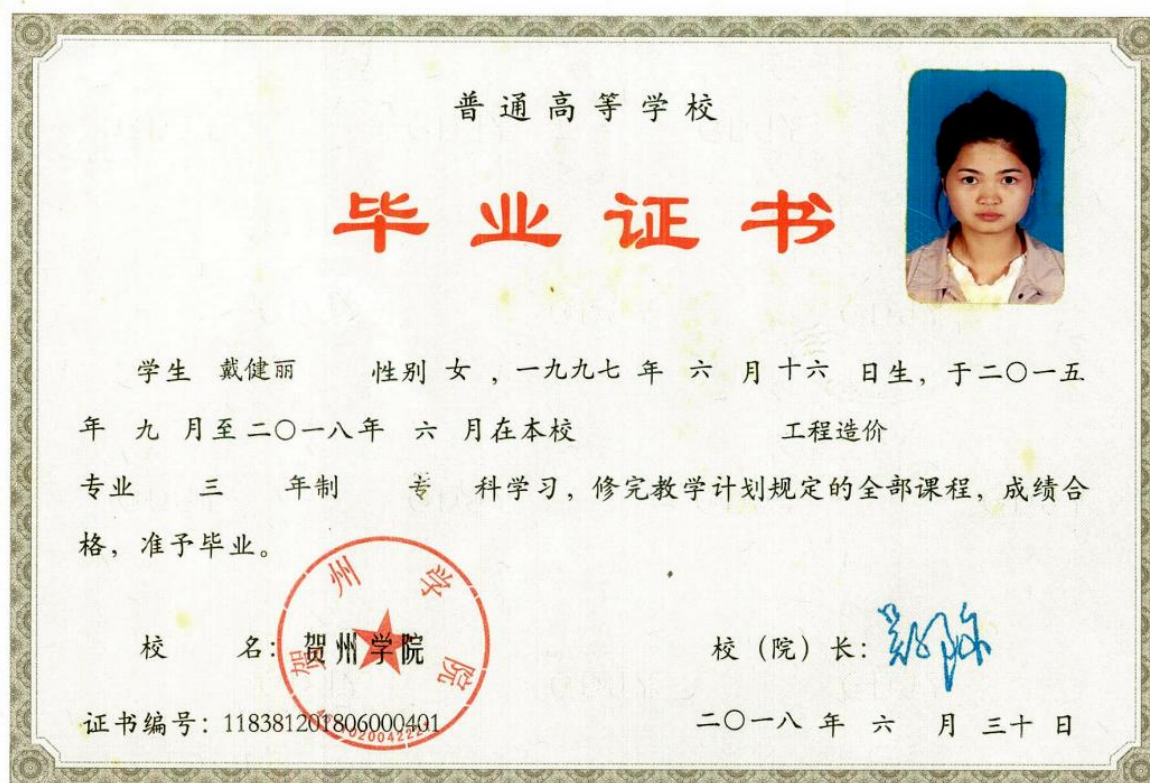 普通高等学校
毕业证书
学生 戴健丽 性别 女 ，一九九七 年 六 月 十六 日生，于二〇一五
年 九 月至 二〇一八年 六 月在本校 工程造价
专业 三 年制 专 科学习，修完教学计划规定的全部课程，成绩合
格，准予毕业。
贺州学院
校 名：贺州学院
校（院）长：
证书编号：118381201806000401
二〇一八 年 六 月 三十 日